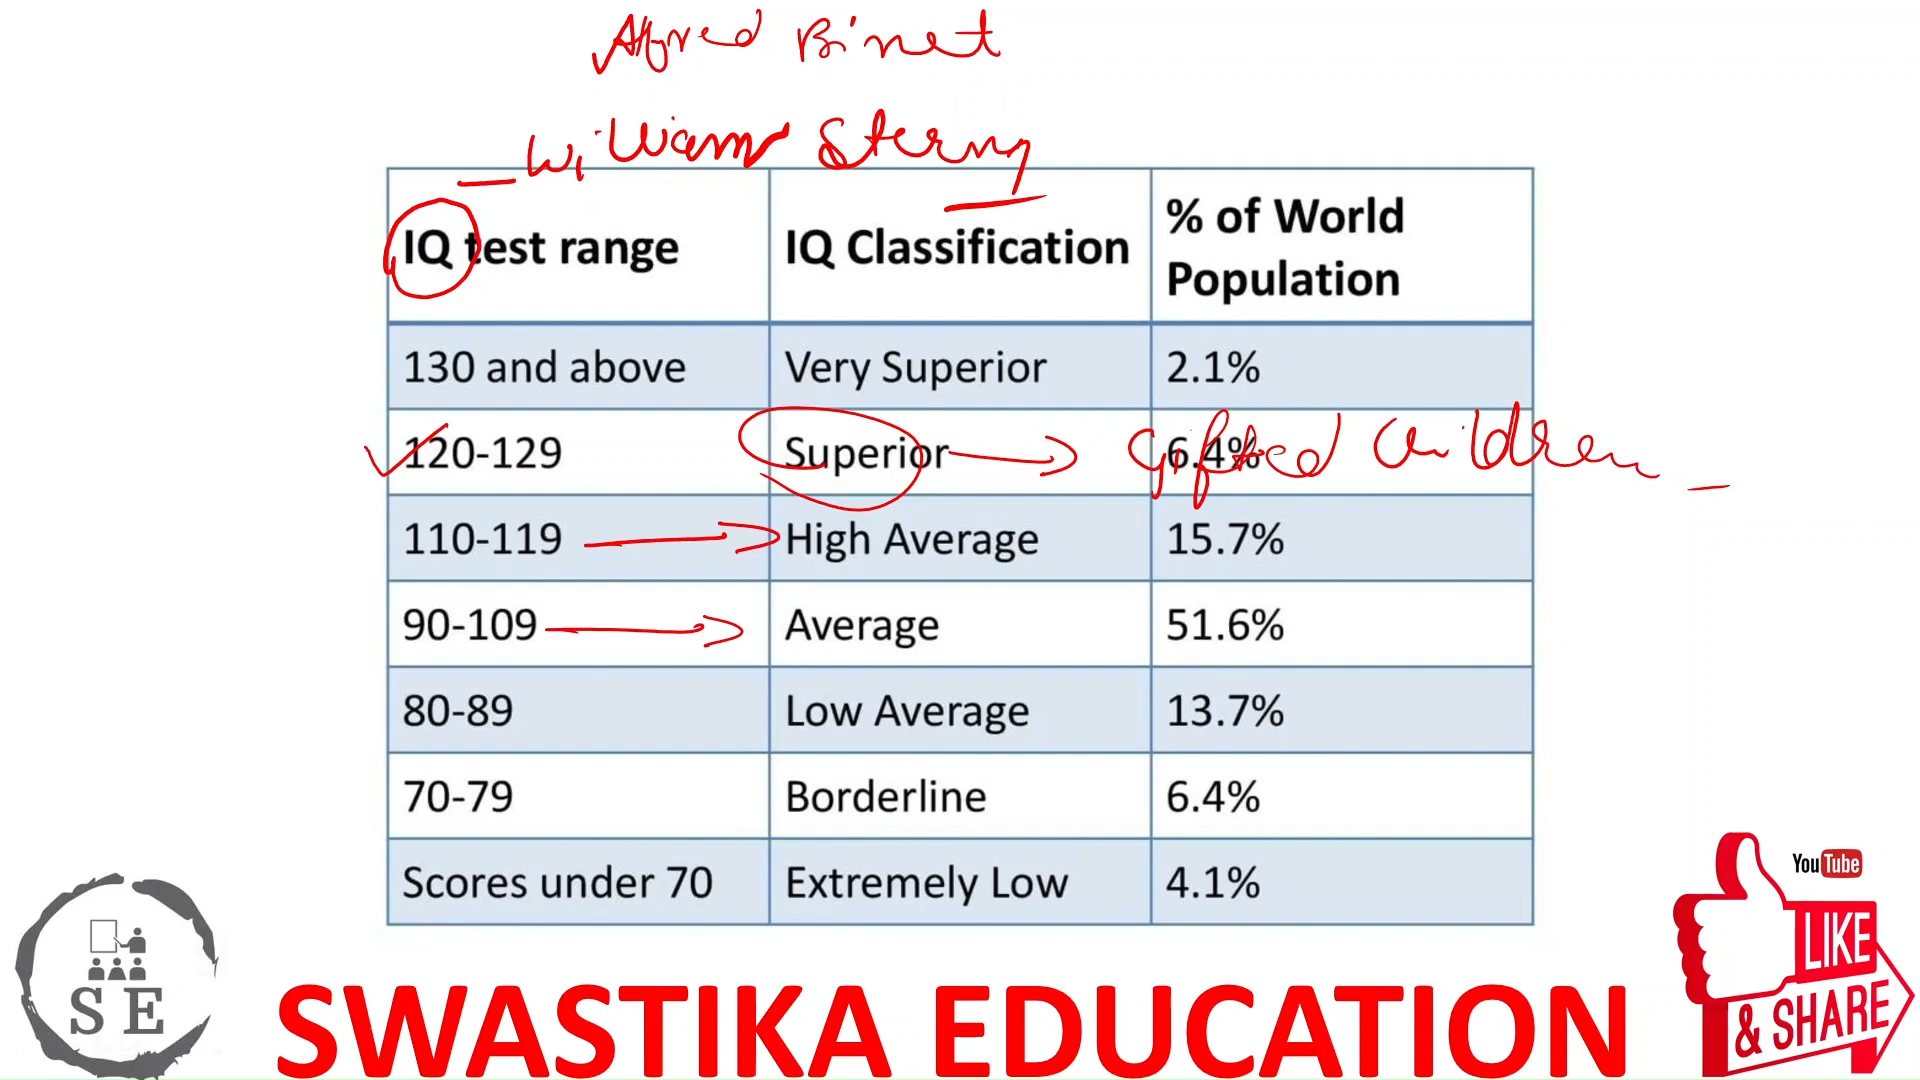 Alfred Binet
William Stern
IQ test range IQ Classification % of World Population
130 and above Very Superior 2.1%
120-129 Superior 6.4% Gifted Children
110-119 High Average 15.7%
90-109 Average 51.6%
80-89 Low Average 13.7%
70-79 Borderline 6.4%
Scores under 70 Extremely Low 4.1%
S E
SWASTIKA EDUCATION
YouTube
LIKE
& SHARE